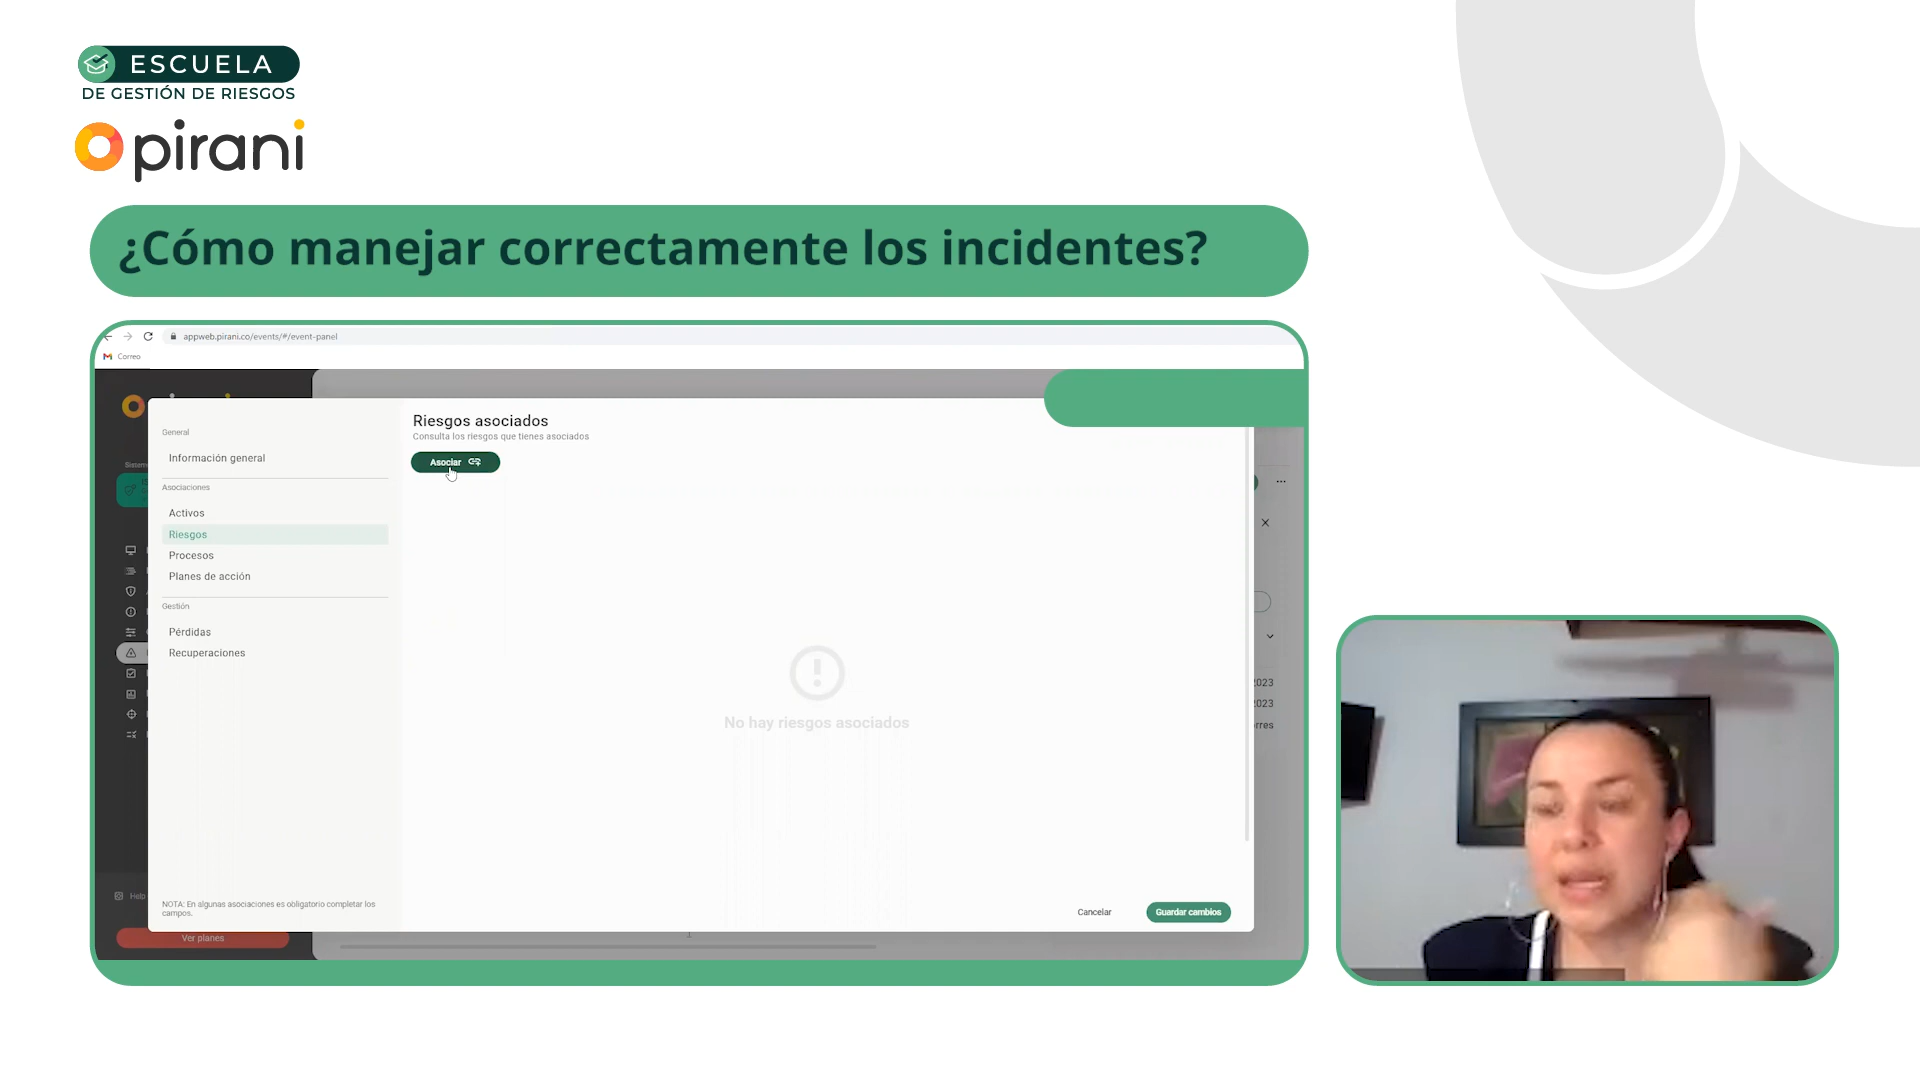 ESCUELA
DE GESTIÓN DE RIESGOS
pirani
¿Cómo manejar correctamente los incidentes?
appweb.pirani.co/events/#/event-panel
Correo
General
Información general
Asociaciones
Activos
Riesgos
Procesos
Planes de acción
Gestión
Pérdidas
Recuperaciones
NOTA: En algunas asociaciones es obligatorio completar los
campos.
Riesgos asociados
Consulta los riesgos que tienes asociados
Asociar
No hay riesgos asociados
Cancelar
Guardar cambios
Help
Ver planes